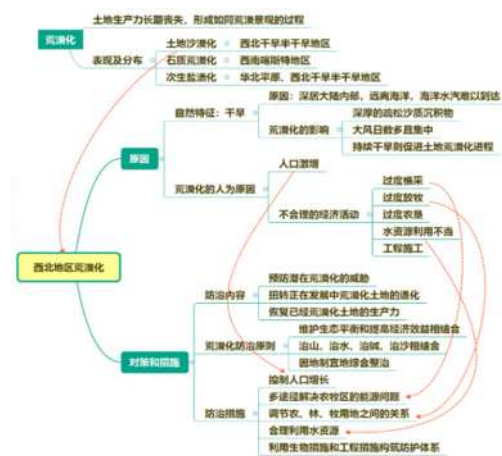 土地生产力长期丧失，形成如同荒漠景观的过程
荒漠化
表现及分布
土地沙漠化
西北干旱半干旱地区
石质荒漠化
西南喀斯特地区
次生盐渍化
华北平原、西北干旱半干旱地区
西北地区荒漠化
原因
自然特征：干旱
原因：深居大陆内部，远离海洋，海洋水汽难以到达
荒漠化的影响
深厚的疏松沙质沉积物
大风日数多且集中
持续干旱则促进土地荒漠化进程
荒漠化的人为原因
人口激增
不合理的经济活动
过度樵采
过度放牧
过度农垦
水资源利用不当
工程施工
对策和措施
防治内容
预防潜在荒漠化的威胁
扭转正在发展中荒漠化土地的退化
恢复已经荒漠化土地的生产力
荒漠化防治原则
维护生态平衡和提高经济效益相结合
治山、治水、治碱、治沙相结合
因地制宜地综合整治
防治措施
控制人口增长
多途径解决农牧区的能源问题
调节农、林、牧用地之间的关系
合理利用水资源
利用生物措施和工程措施构筑防护体系